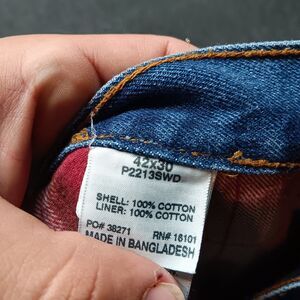 42X30
P2213SWD
SHELL: 100% COTTON
LINER: 100% COTTON
PO# 38271 RN# 16101
MADE IN BANGLADESH